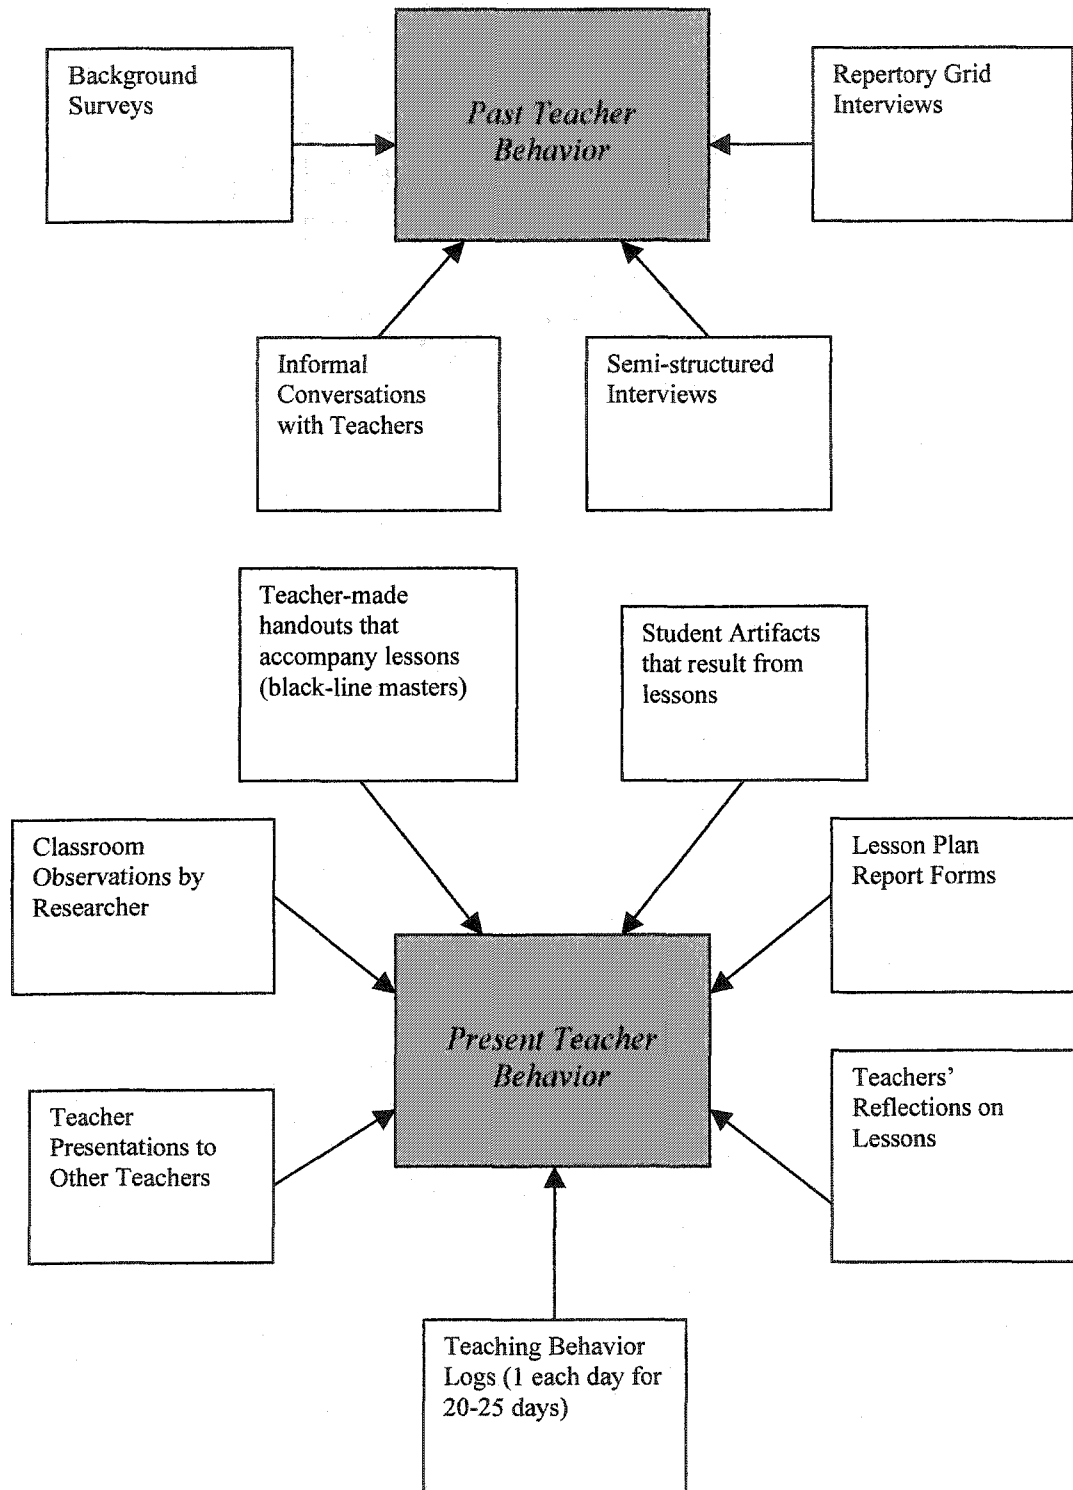 Background
Surveys
Past Teacher
Behavior
Repertory Grid
Interviews
Informal
Conversations
with Teachers
Semi-structured
Interviews
Teacher-made
handouts that
accompany lessons
(black-line masters)
Student Artifacts
that result from
lessons
Classroom
Observations by
Researcher
Lesson Plan
Report Forms
Present Teacher
Behavior
Teacher
Presentations to
Other Teachers
Teachers’
Reflections on
Lessons
Teaching Behavior
Logs (1 each day for
20-25 days)